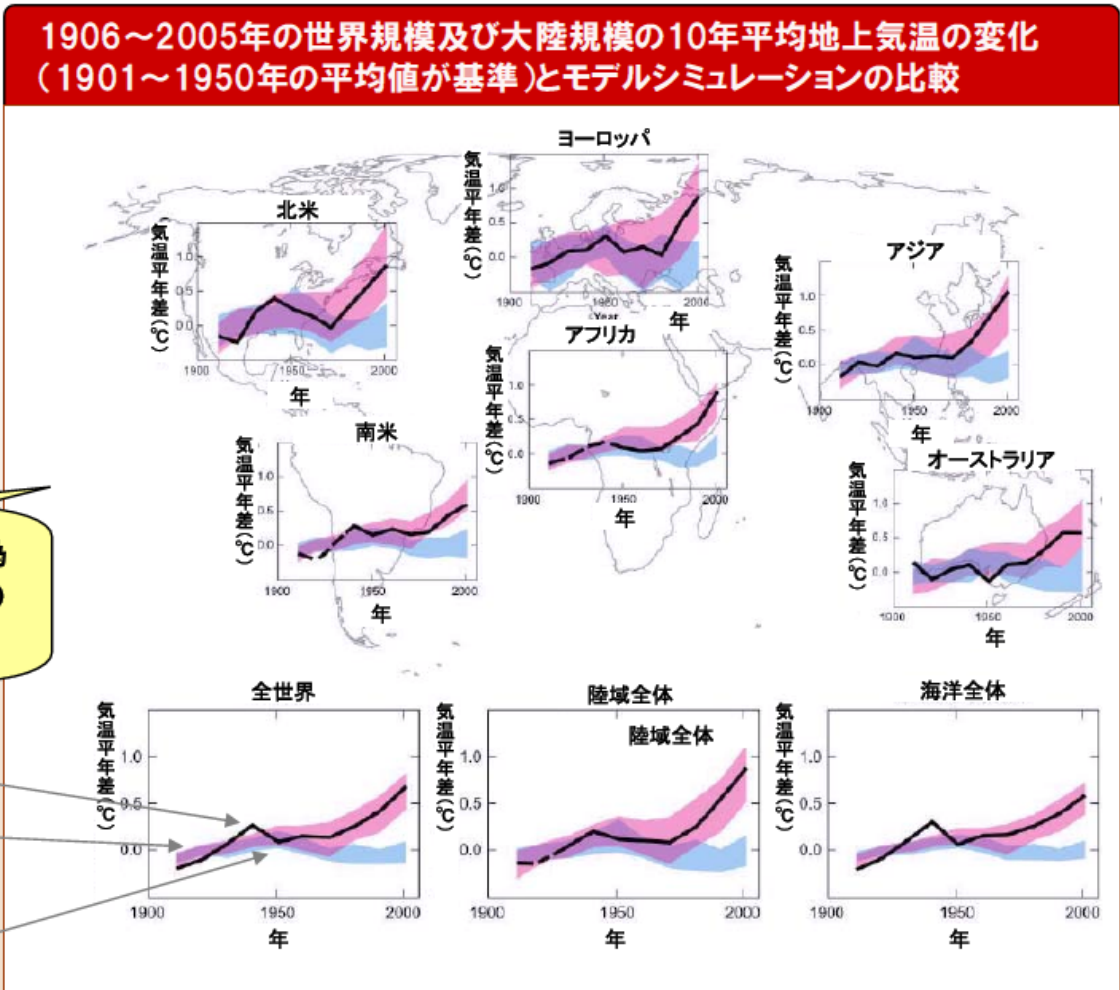 1906～2005年の世界規模及び大陸規模の10年平均地上気温の変化
（1901～1950年の平均値が基準）とモデルシミュレーションの比較
ヨーロッパ
気温平年差(℃)
1.0
0.5
0.0
1900
2000
Year
年
北米
気温平年差(℃)
1.0
0.5
0.0
1900
1950
2000
年
アジア
気温平年差(℃)
1.0
0.5
0.0
1950
2000
年
アフリカ
気温平年差(℃)
1.0
0.5
0.0
1900
1950
2000
年
南米
気温平年差(℃)
1.0
0.5
0.0
1900
1950
2000
年
オーストラリア
気温平年差(℃)
1.0
0.5
0.0
2000
年
全世界
気温平年差(℃)
1.0
0.5
0.0
1900
1950
2000
年
陸域全体
陸域全体
気温平年差(℃)
1.0
0.5
0.0
1900
1950
2000
年
海洋全体
気温平年差(℃)
1.0
0.5
0.0
1900
1950
2000
年